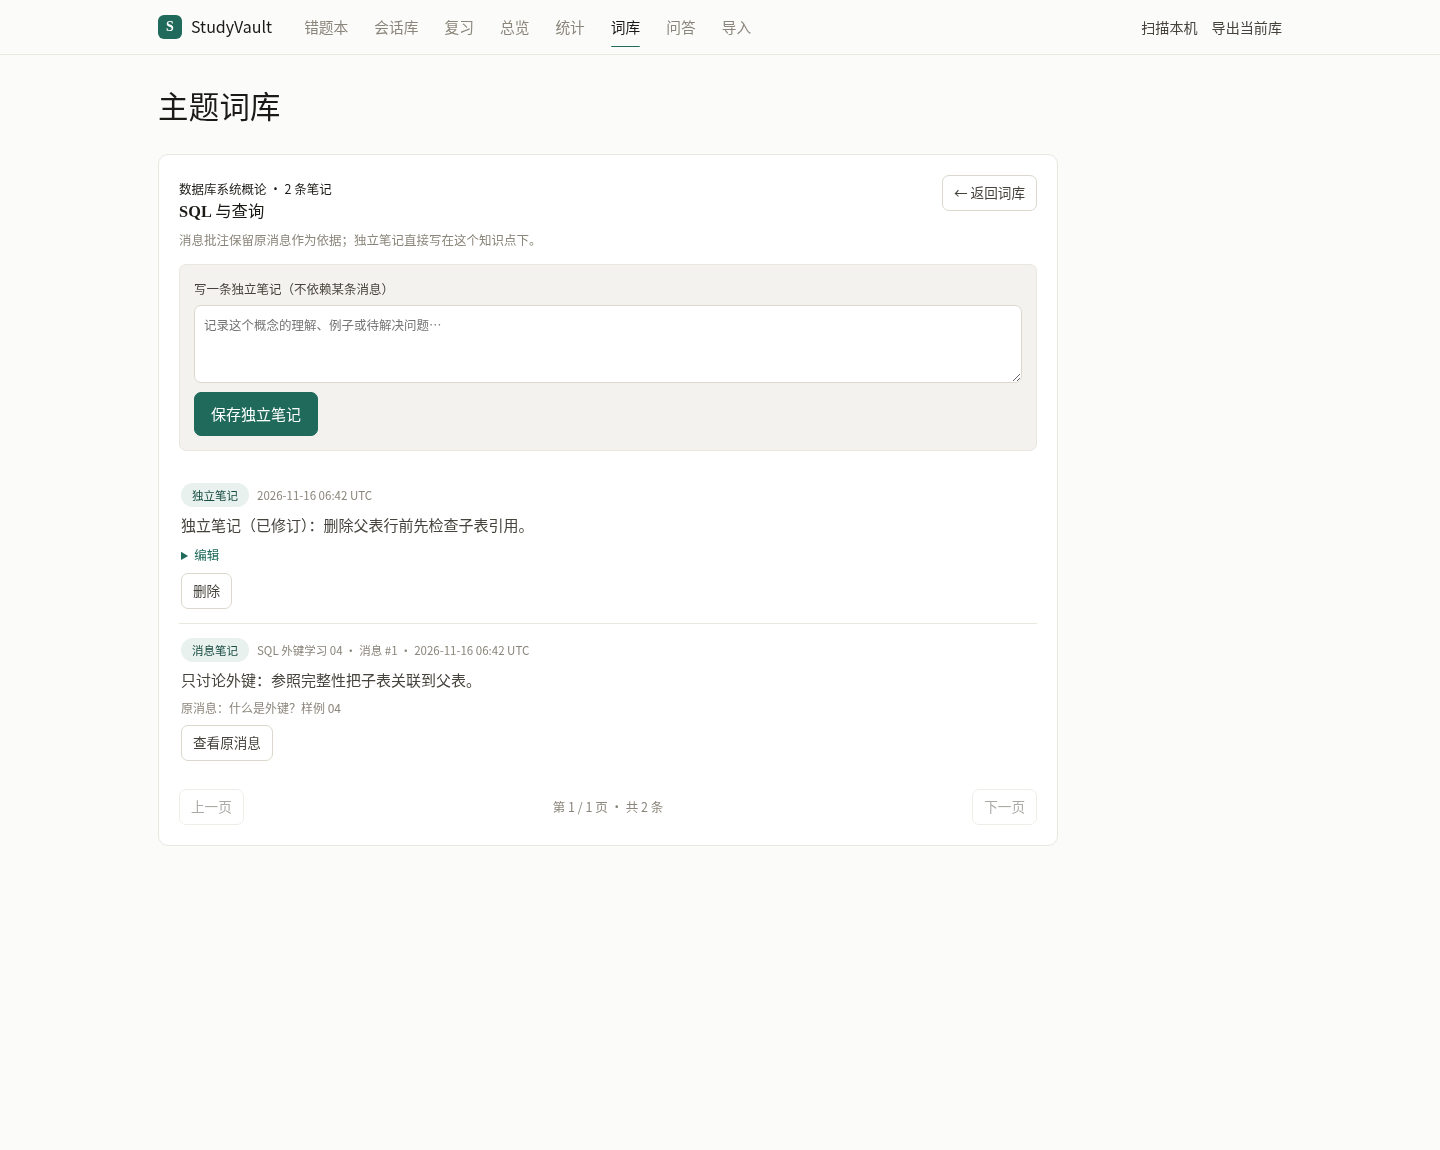 S StudyVault 错题本 会话库 复习 总览 统计 词库 问答 导入 扫描本机 导出当前库
主题词库
数据库系统概论 · 2 条笔记
← 返回词库
SQL 与查询
消息批注保留原消息作为依据；独立笔记直接写在这个知识点下。
写一条独立笔记（不依赖某条消息）
记录这个概念的理解、例子或待解决问题…
保存独立笔记
独立笔记 2026-11-16 06:42 UTC
独立笔记（已修订）：删除父表行前先检查子表引用。
▶ 编辑
删除
消息笔记 SQL 外键学习 04 · 消息 #1 · 2026-11-16 06:42 UTC
只讨论外键：参照完整性把子表关联到父表。
原消息：什么是外键？样例 04
查看原消息
上一页 第 1 / 1 页 · 共 2 条 下一页